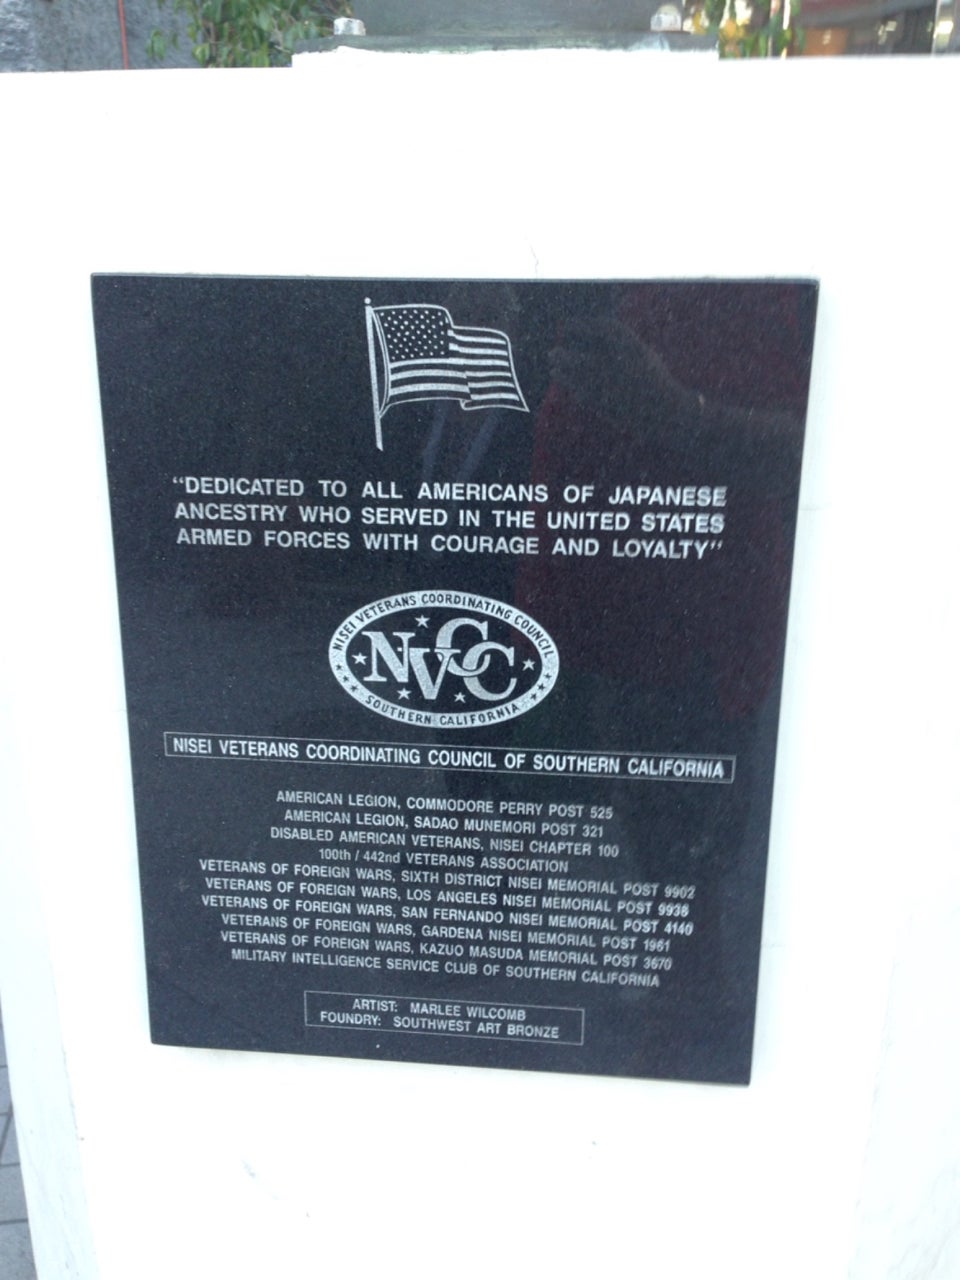 "DEDICATED TO ALL AMERICANS OF JAPANESE
ANCESTRY WHO SERVED IN THE UNITED STATES
ARMED FORCES WITH COURAGE AND LOYALTY"
NISEI VETERANS COORDINATING COUNCIL
NVCC
SOUTHERN CALIFORNIA
NISEI VETERANS COORDINATING COUNCIL OF SOUTHERN CALIFORNIA
AMERICAN LEGION, COMMODORE PERRY POST 525
AMERICAN LEGION, SADAO MUNEMORI POST 321
DISABLED AMERICAN VETERANS, NISEI CHAPTER 100
100th / 442nd VETERANS ASSOCIATION
VETERANS OF FOREIGN WARS, SIXTH DISTRICT NISEI MEMORIAL POST 9902
VETERANS OF FOREIGN WARS, LOS ANGELES NISEI MEMORIAL POST 9938
VETERANS OF FOREIGN WARS, SAN FERNANDO NISEI MEMORIAL POST 4140
VETERANS OF FOREIGN WARS, GARDENA NISEI MEMORIAL POST 1961
VETERANS OF FOREIGN WARS, KAZUO MASUDA MEMORIAL POST 3670
MILITARY INTELLIGENCE SERVICE CLUB OF SOUTHERN CALIFORNIA
ARTIST: MARLEE WILCOMB
FOUNDRY: SOUTHWEST ART BRONZE